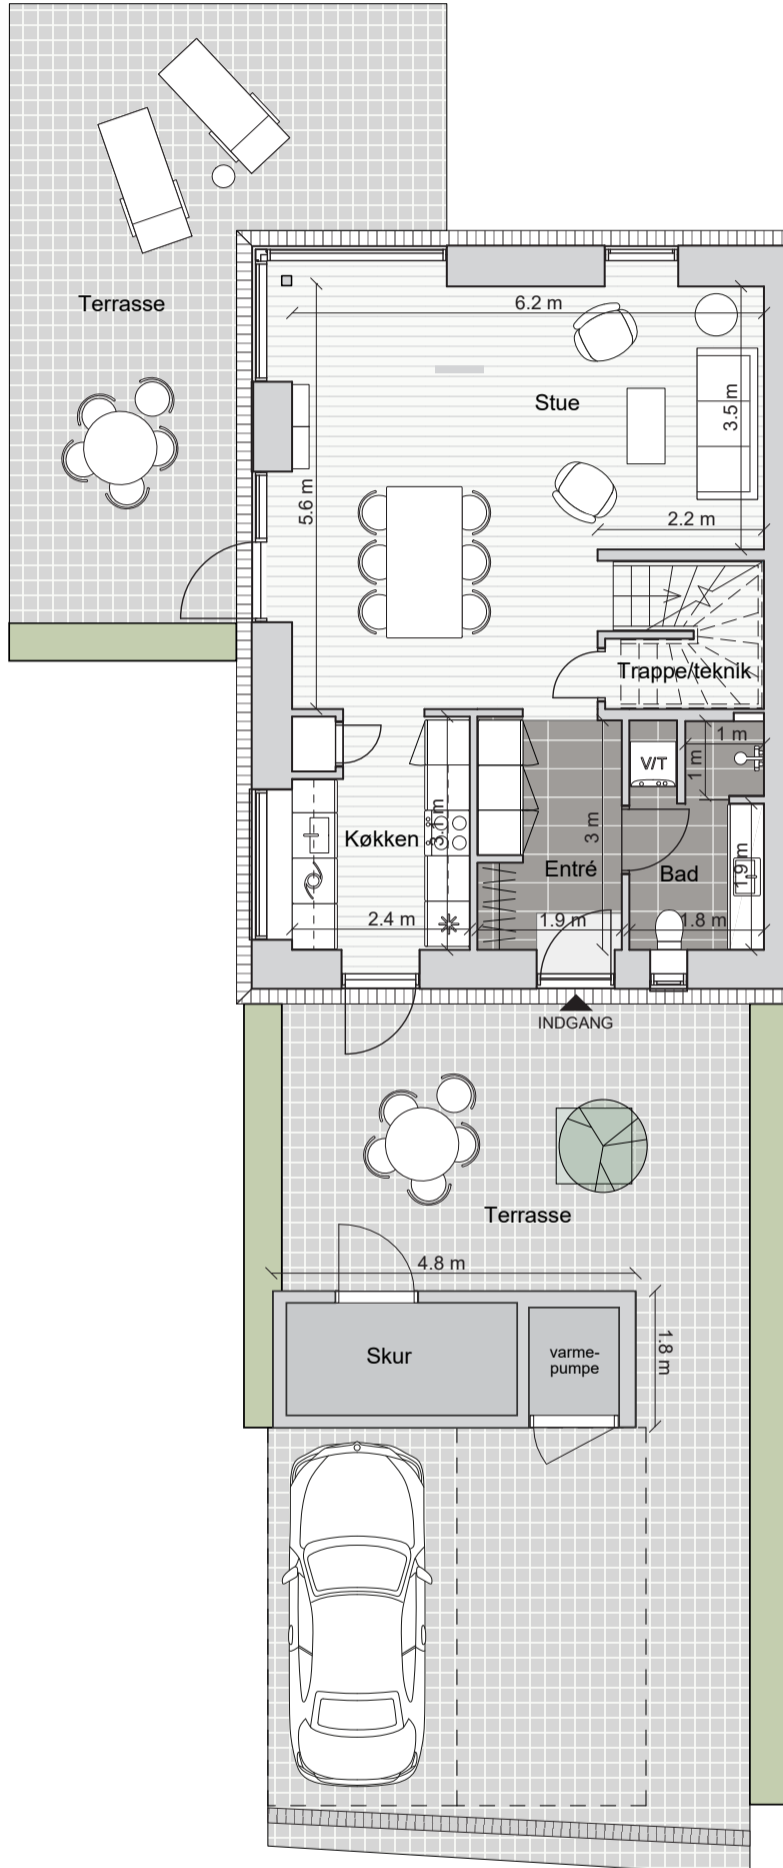 Terrasse
6.2 m
Stue
3.5 m
5.6 m
2.2 m
Trappe/teknik
V/T
1 m
1 m
Køkken
3.1 m
3 m
Entré
Bad
1.9 m
2.4 m
1.9 m
1.8 m
INDGANG
Terrasse
4.8 m
Skur
varme-
pumpe
1.8 m